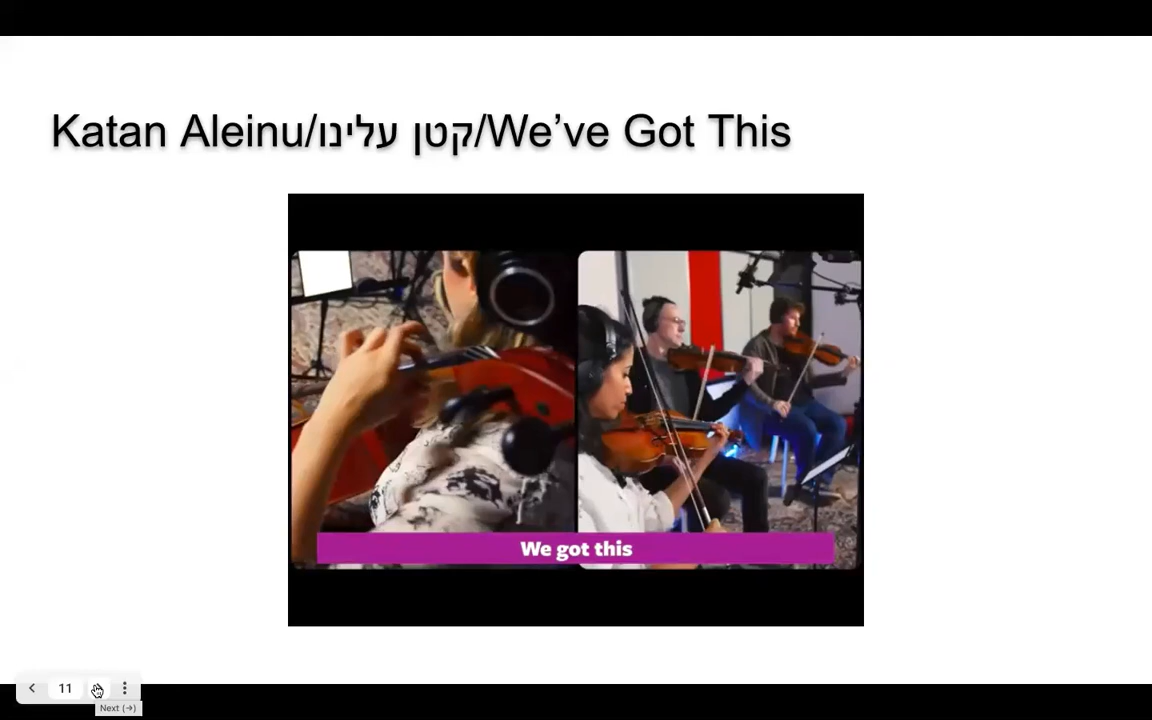 Katan Aleinu/קטן עלינו/We’ve Got This
We got this
11
Next (→)